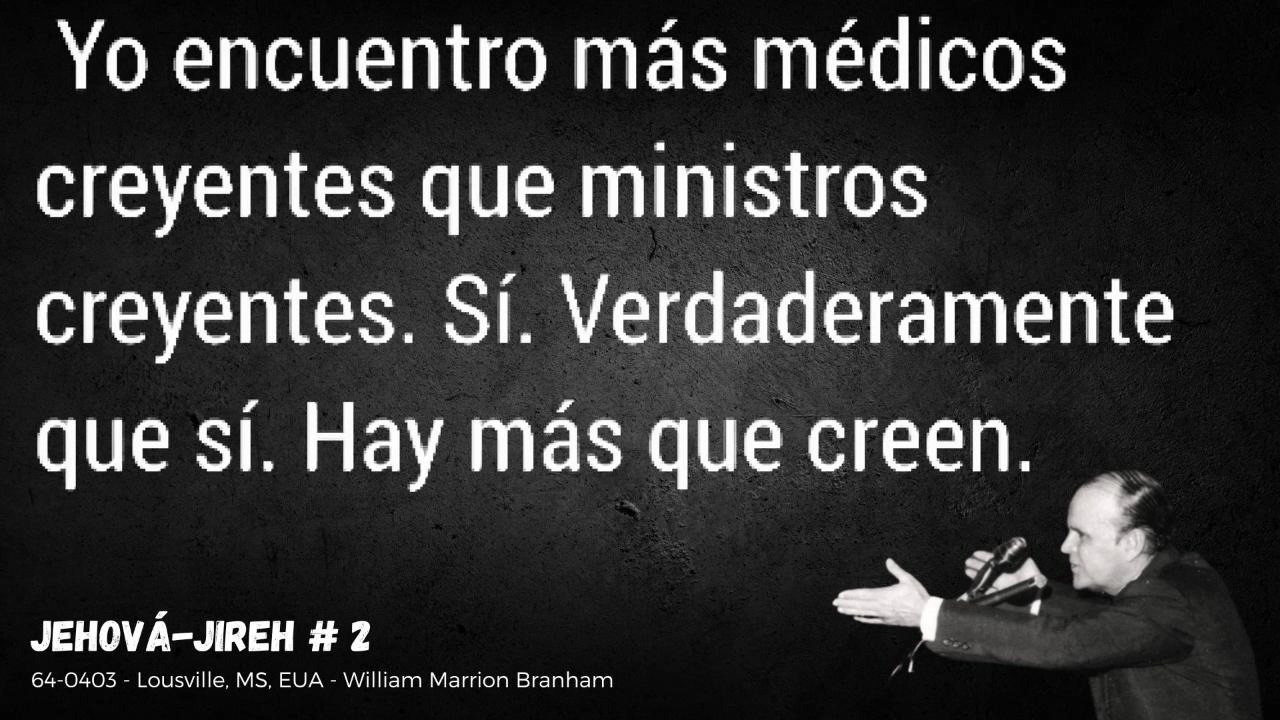 Yo encuentro más médicos
creyentes que ministros
creyentes. Sí. Verdaderamente
que sí. Hay más que creen.
JEHOVÁ-JIREH # 2
64-0403 - Lousville, MS, EUA - William Marrion Branham